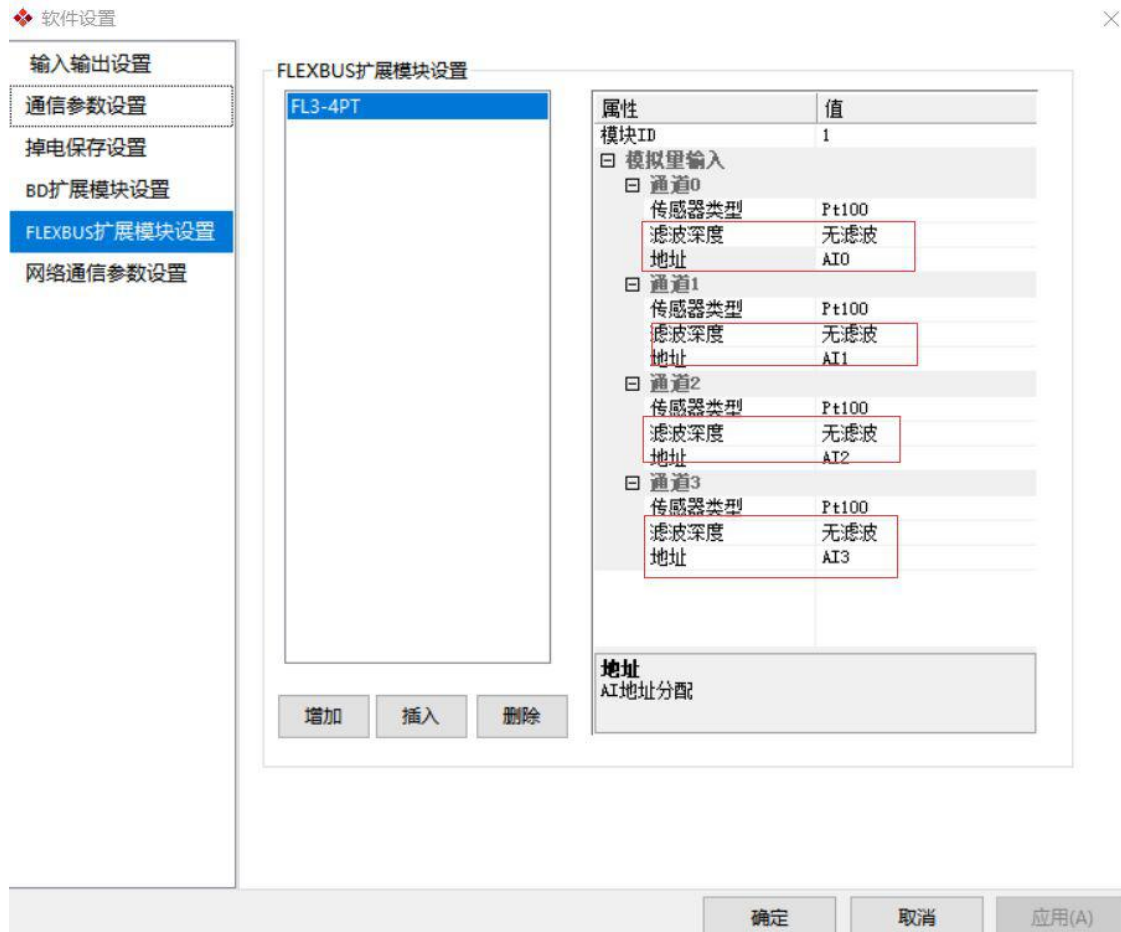 软件设置
输入输出设置
通信参数设置
掉电保存设置
BD扩展模块设置
FLEXBUS扩展模块设置
网络通信参数设置
FLEXBUS扩展模块设置
FL3-4PT
增加 插入 删除
属性 值
模块ID 1
模拟里输入
通道0
传感器类型 Pt100
滤波深度 无滤波
地址 AI0
通道1
传感器类型 Pt100
滤波深度 无滤波
地址 AI1
通道2
传感器类型 Pt100
滤波深度 无滤波
地址 AI2
通道3
传感器类型 Pt100
滤波深度 无滤波
地址 AI3
地址
AI地址分配
确定 取消 应用(A)